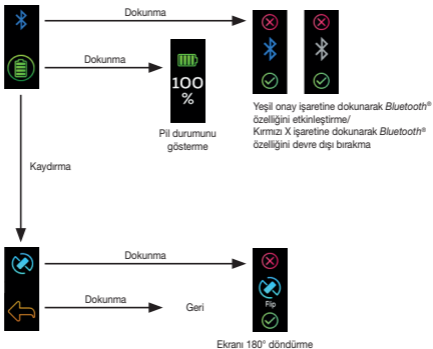 Dokunma
Dokunma
100
%
Pil durumunu
gösterme
Yeşil onay işaretine dokunarak Bluetooth®
özelliğini etkinleştirme/
Kırmızı X işaretine dokunarak Bluetooth®
özelliğini devre dışı bırakma
Kaydırma
Dokunma
Dokunma
Geri
Flip
Ekranı 180° döndürme